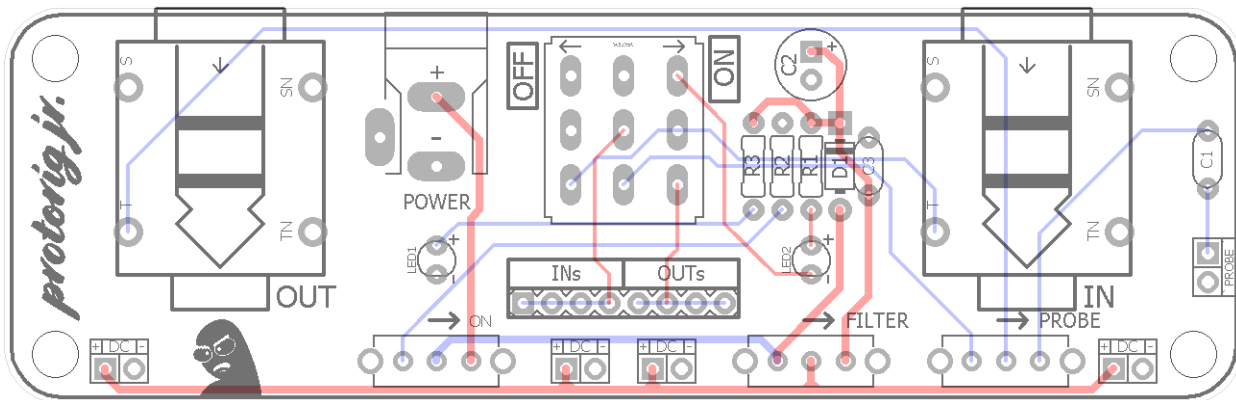 protorig jr.
S
SN
T
TN
OUT
+
-
POWER
OFF
ON
C2
+
R3
R2
R1
D1
C3
S
SN
T
TN
IN
C1
PROBE
LED1
+
-
LED2
+
-
INs
OUTs
ON
FILTER
PROBE
+ DC -
+ DC -
+ DC -
+ DC -